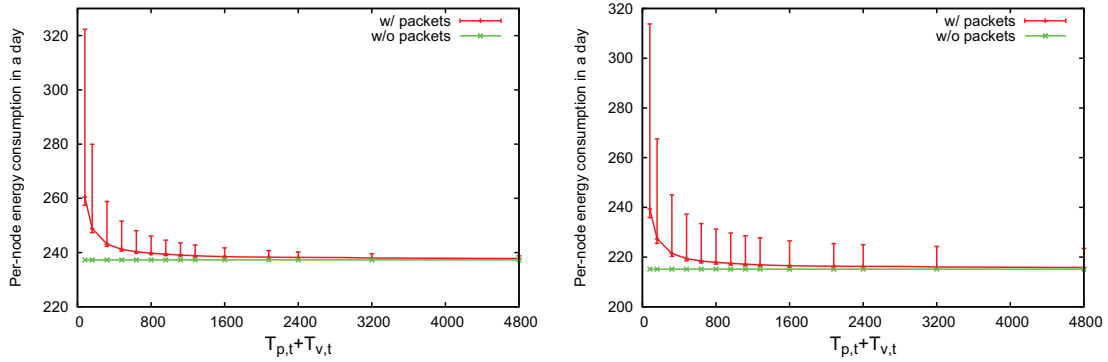 Per-node energy consumption in a day
320
300
280
260
240
220
w/ packets
w/o packets
0 800 1600 2400 3200 4000 4800
T_{p,t}+T_{v,t}
Per-node energy consumption in a day
320
300
280
260
240
220
200
w/ packets
w/o packets
0 800 1600 2400 3200 4000 4800
T_{p,t}+T_{v,t}